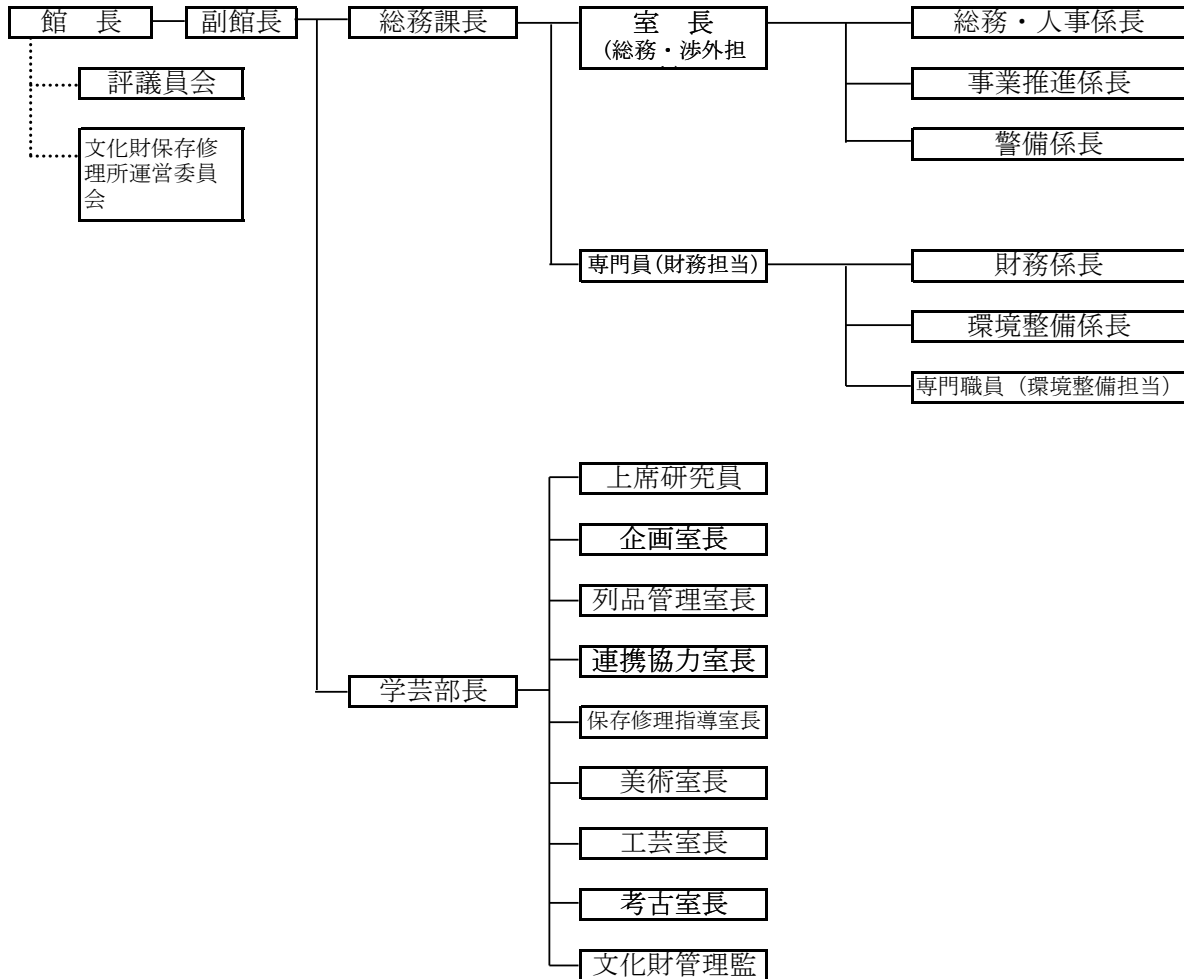 館　長
副館長
総務課長
室　長
(総務・渉外担
総務・人事係長
評議員会
事業推進係長
文化財保存修
理所運営委員
会
警備係長
専門員(財務担当)
財務係長
環境整備係長
専門職員（環境整備担当）
上席研究員
企画室長
列品管理室長
連携協力室長
学芸部長
保存修理指導室長
美術室長
工芸室長
考古室長
文化財管理監